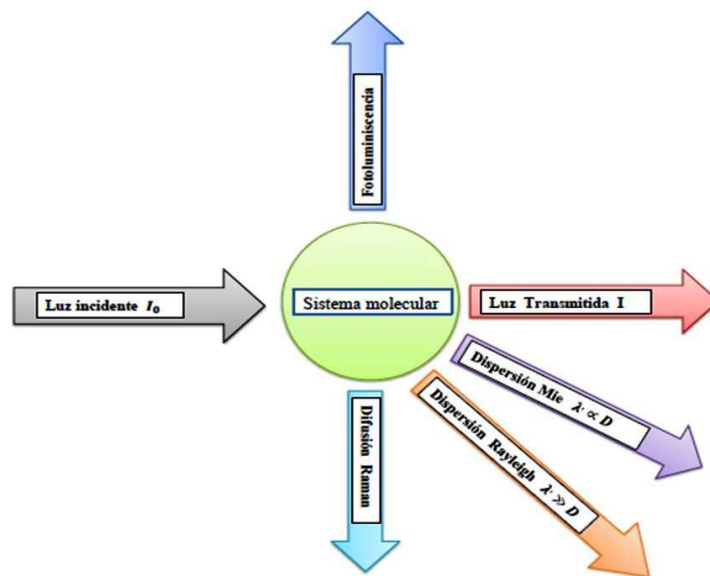 Fotoluminiscencia
Luz incidente I₀
Sistema molecular
Luz Transmitida I
Dispersión Mie λ ∝ D
Dispersión Rayleigh λ ≫ D
Difusión Raman